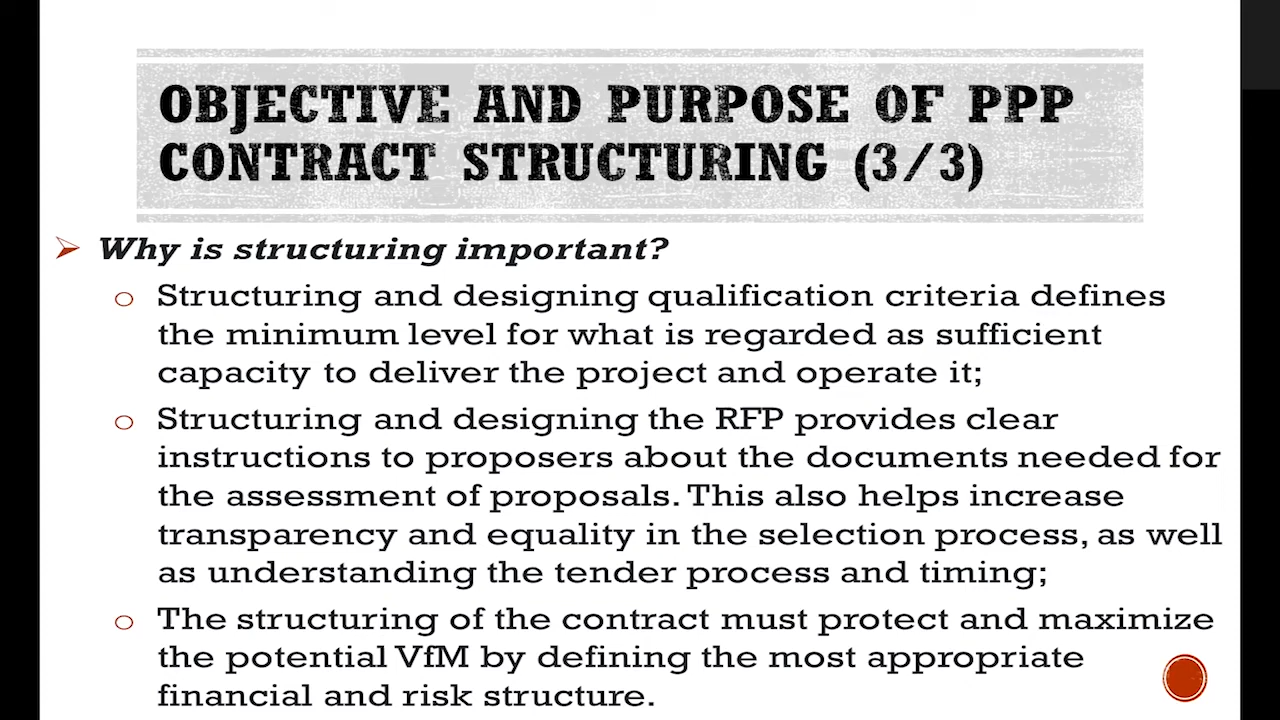 OBJECTIVE AND PURPOSE OF PPP
CONTRACT STRUCTURING (3/3)
Why is structuring important?
Structuring and designing qualification criteria defines
the minimum level for what is regarded as sufficient
capacity to deliver the project and operate it;
Structuring and designing the RFP provides clear
instructions to proposers about the documents needed for
the assessment of proposals. This also helps increase
transparency and equality in the selection process, as well
as understanding the tender process and timing;
The structuring of the contract must protect and maximize
the potential VfM by defining the most appropriate
financial and risk structure.